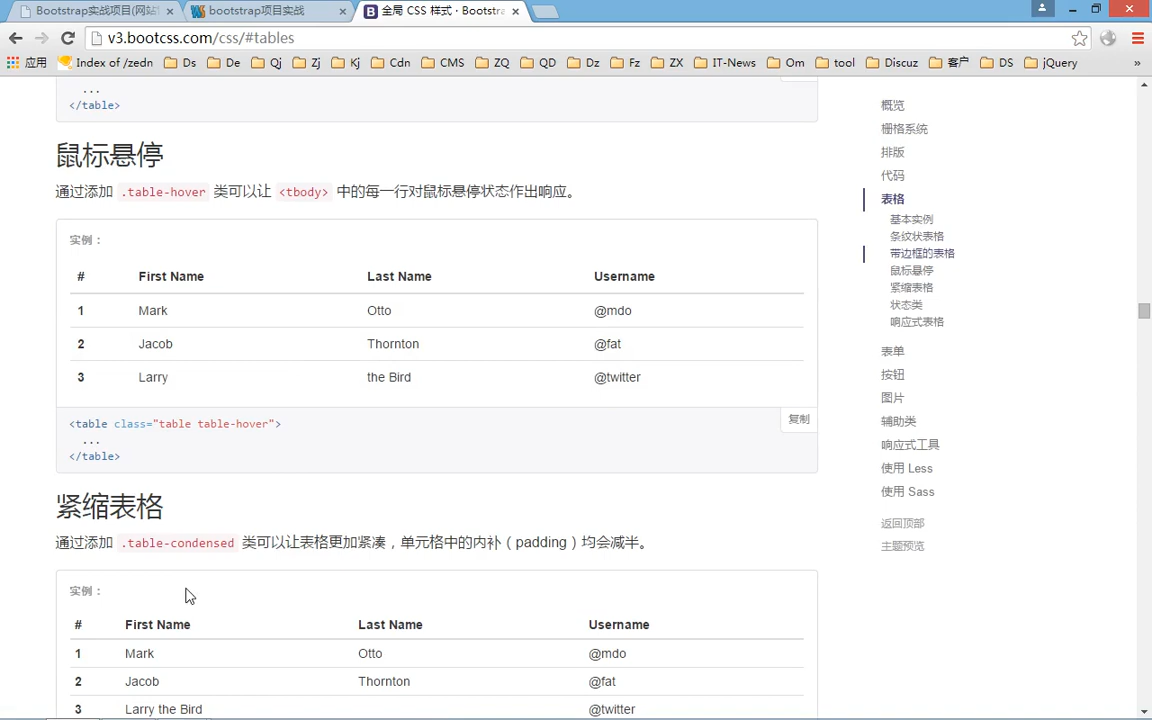 Bootstrap实战项目(网站
bootstrap项目实战
全局 CSS 样式 · Bootstra
v3.bootcss.com/css/#tables
应用 Index of /zedn Ds De Qj Zj Kj Cdn CMS ZQ QD Dz Fz ZX IT-News Om tool Discuz 客户 DS jQuery »
...
</table>
鼠标悬停
通过添加 .table-hover 类可以让 <tbody> 中的每一行对鼠标悬停状态作出响应。
实例：
# First Name Last Name Username
1 Mark Otto @mdo
2 Jacob Thornton @fat
3 Larry the Bird @twitter
复制
<table class="table table-hover">
...
</table>
紧缩表格
通过添加 .table-condensed 类可以让表格更加紧凑，单元格中的内补（padding）均会减半。
实例：
# First Name Last Name Username
1 Mark Otto @mdo
2 Jacob Thornton @fat
3 Larry the Bird @twitter
概览
栅格系统
排版
代码
表格
基本实例
条纹状表格
带边框的表格
鼠标悬停
紧缩表格
状态类
响应式表格
表单
按钮
图片
辅助类
响应式工具
使用 Less
使用 Sass
返回顶部
主题预览